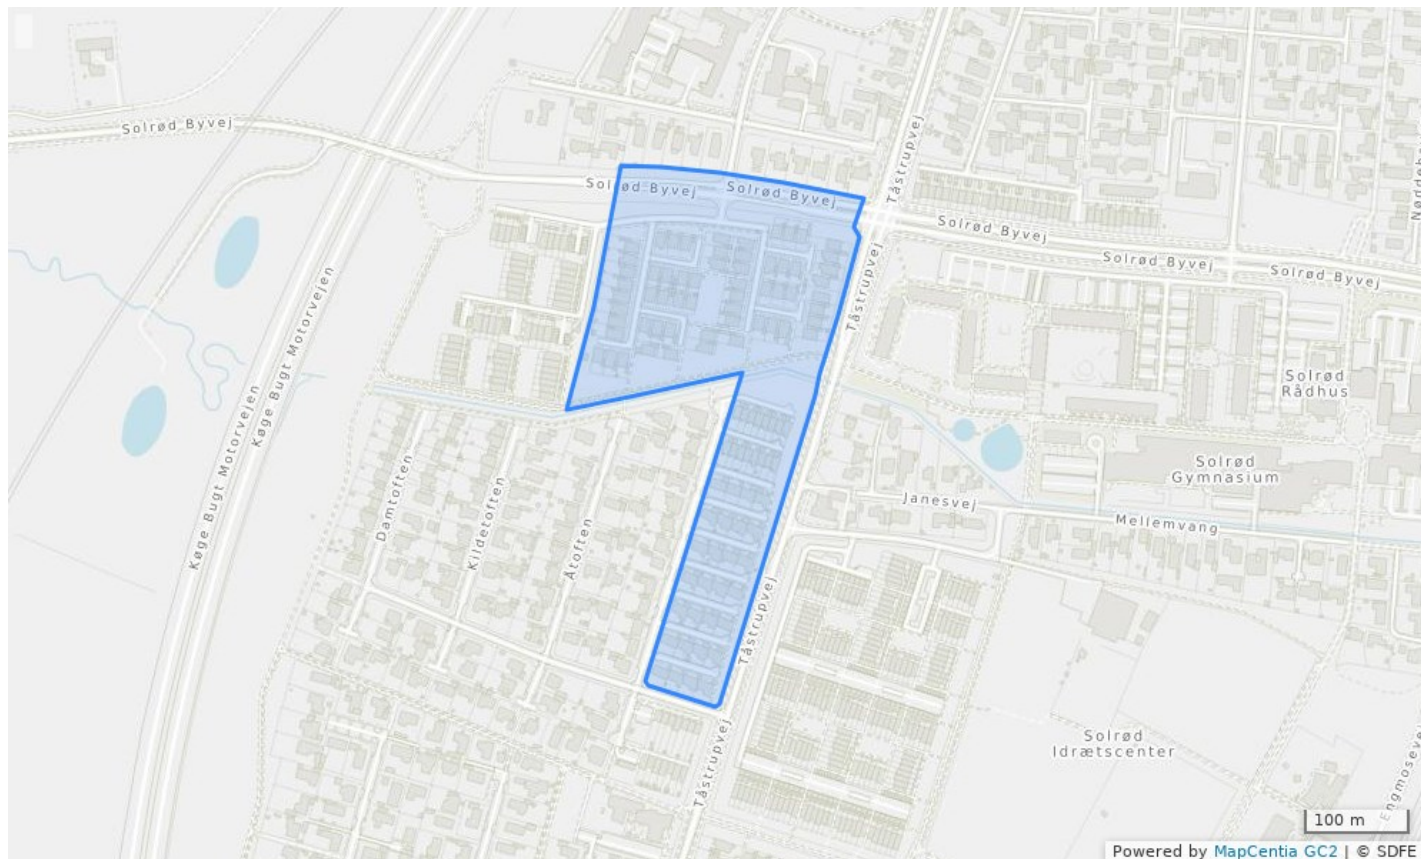 Solrød Byvej
Tåstrupvej
Solrød Byvej
Solrød Byvej
Solrød Byvej
Solrød Byvej
Solrød Byvej
Tåstrupvej
Køge Bugt Motorvejen
Køge Bugt Motorvejen
Solrød
Rådhus
Solrød
Gymnasium
Damtoften
Kildetoften
Åtoften
Janesvej
Mellemvang
Tåstrupvej
Tåstrupvej
Solrød
Idrætscenter
100 m
Powered by MapCentia GC2 | © SDFE